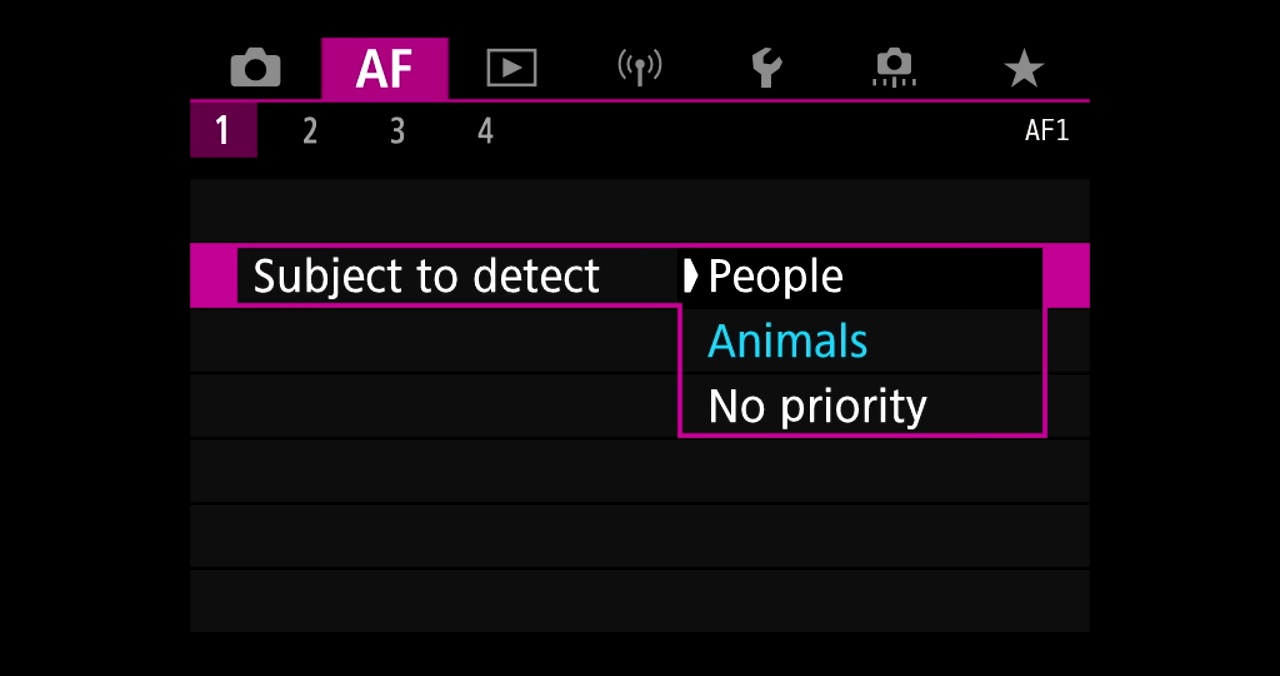 AF
1 2 3 4 AF1
Subject to detect People
Animals
No priority